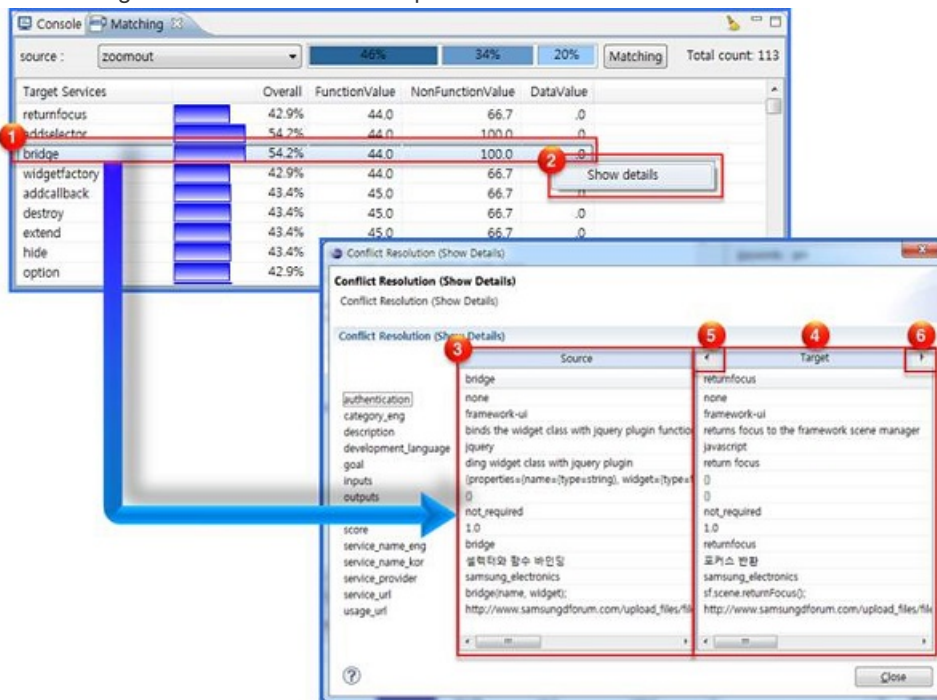 Console Matching
source : zoomout 46% 34% 20% Matching Total count: 113
Target Services Overall FunctionValue NonFunctionValue DataValue
returnfocus 42.9% 44.0 66.7 .0
addselector 54.2% 44.0 100.0 .0
1
bridge 54.2% 44.0 100.0 .0
2
widgetfactory 42.9% 44.0 66.7
Show details
addcallback 43.4% 45.0 66.7 .0
destroy 43.4% 45.0 66.7 .0
extend 43.4% 45.0 66.7 .0
hide 43.4%
option 42.9%
Conflict Resolution (Show Details)
Conflict Resolution (Show Details)
Conflict Resolution (Show Details)
Conflict Resolution (Show Details)
3 5 4 6
Source Target
bridge returnfocus
authentication none none
category_eng framework-ui framework-ui
description binds the widget class with jquery plugin function returns focus to the framework scene manager
development_language jquery javascript
goal ding widget class with jquery plugin return focus
inputs {properties={name={type=string}, widget={type= {}
outputs {} {}
not_required not_required
score 1.0 1.0
service_name_eng bridge returnfocus
service_name_kor 셀렉터와 함수 바인딩 포커스 반환
service_provider samsung_electronics samsung_electronics
service_url bridge(name, widget); sf.scene.returnFocus();
usage_url http://www.samsungdforum.com/upload_files/file http://www.samsungdforum.com/upload_files/file
Close